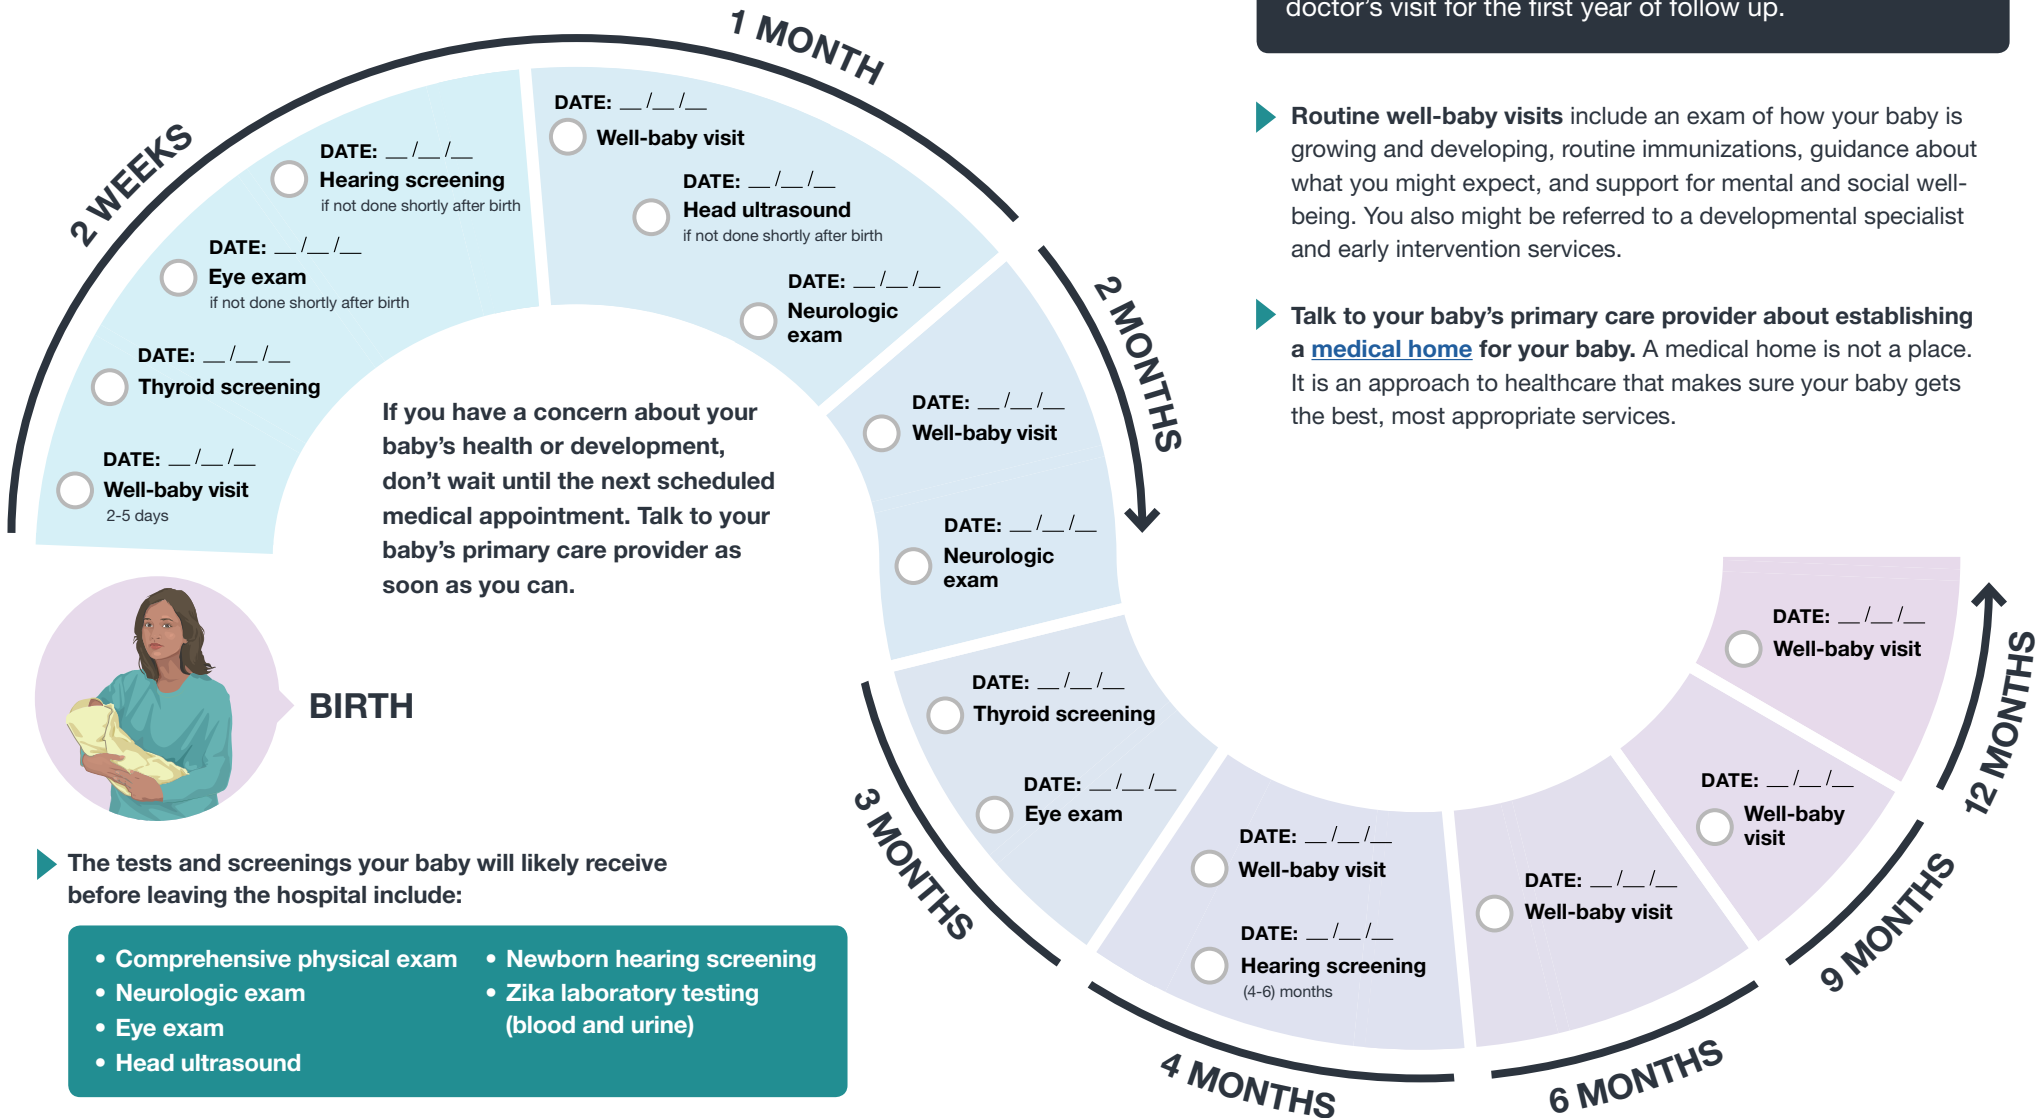 doctor's visit for the first year of follow up.
2 WEEKS
DATE: __ /__ /__
Well-baby visit
2-5 days
DATE: __ /__ /__
Thyroid screening
DATE: __ /__ /__
Eye exam
if not done shortly after birth
DATE: __ /__ /__
Hearing screening
if not done shortly after birth
1 MONTH
DATE: __ /__ /__
Well-baby visit
DATE: __ /__ /__
Head ultrasound
if not done shortly after birth
DATE: __ /__ /__
Neurologic
exam
2 MONTHS
DATE: __ /__ /__
Well-baby visit
DATE: __ /__ /__
Neurologic
exam
3 MONTHS
DATE: __ /__ /__
Thyroid screening
DATE: __ /__ /__
Eye exam
4 MONTHS
DATE: __ /__ /__
Well-baby visit
DATE: __ /__ /__
Hearing screening
(4-6) months
6 MONTHS
DATE: __ /__ /__
Well-baby visit
9 MONTHS
DATE: __ /__ /__
Well-baby
visit
12 MONTHS
DATE: __ /__ /__
Well-baby visit
If you have a concern about your
baby's health or development,
don't wait until the next scheduled
medical appointment. Talk to your
baby's primary care provider as
soon as you can.
Routine well-baby visits include an exam of how your baby is
growing and developing, routine immunizations, guidance about
what you might expect, and support for mental and social well-
being. You also might be referred to a developmental specialist
and early intervention services.
Talk to your baby's primary care provider about establishing
a medical home for your baby. A medical home is not a place.
It is an approach to healthcare that makes sure your baby gets
the best, most appropriate services.
BIRTH
The tests and screenings your baby will likely receive
before leaving the hospital include:
• Comprehensive physical exam
• Neurologic exam
• Eye exam
• Head ultrasound
• Newborn hearing screening
• Zika laboratory testing
(blood and urine)